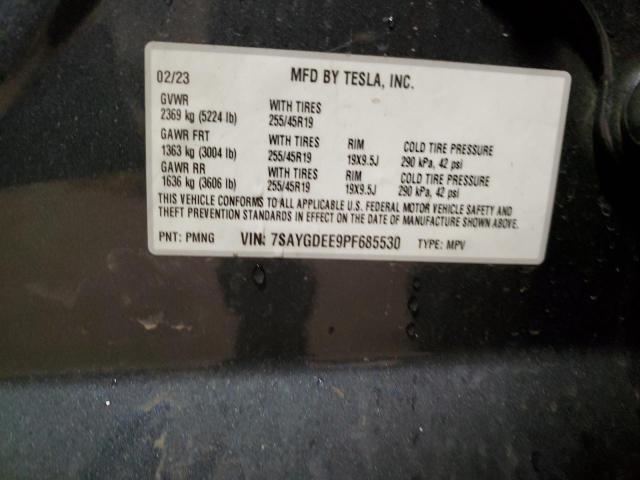 02/23 MFD BY TESLA, INC.
GVWR WITH TIRES
2369 kg (5224 lb) 255/45R19
GAWR FRT WITH TIRES RIM COLD TIRE PRESSURE
1363 kg (3004 lb) 255/45R19 19X9.5J 290 kPa, 42 psi
GAWR RR WITH TIRES RIM COLD TIRE PRESSURE
1636 kg (3606 lb) 255/45R19 19X9.5J 290 kPa, 42 psi
THIS VEHICLE CONFORMS TO ALL APPLICABLE U.S. FEDERAL MOTOR VEHICLE SAFETY AND
THEFT PREVENTION STANDARDS IN EFFECT ON THE DATE OF MANUFACTURE SHOWN ABOVE.
PNT: PMNG VIN: 7SAYGDEE9PF685530 TYPE: MPV